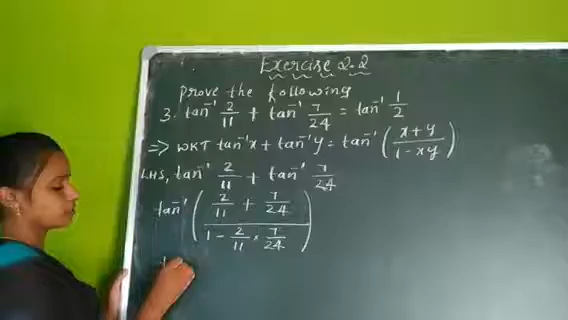 Exercise 2.2
Prove the following
3. tan⁻¹ 2/11 + tan⁻¹ 7/24 = tan⁻¹ 1/2
=> WKT tan⁻¹x + tan⁻¹y = tan⁻¹ (x+y / 1-xy)
LHS, tan⁻¹ 2/11 + tan⁻¹ 7/24
tan⁻¹ (2/11 + 7/24 / 1 - 2/11 × 7/24)